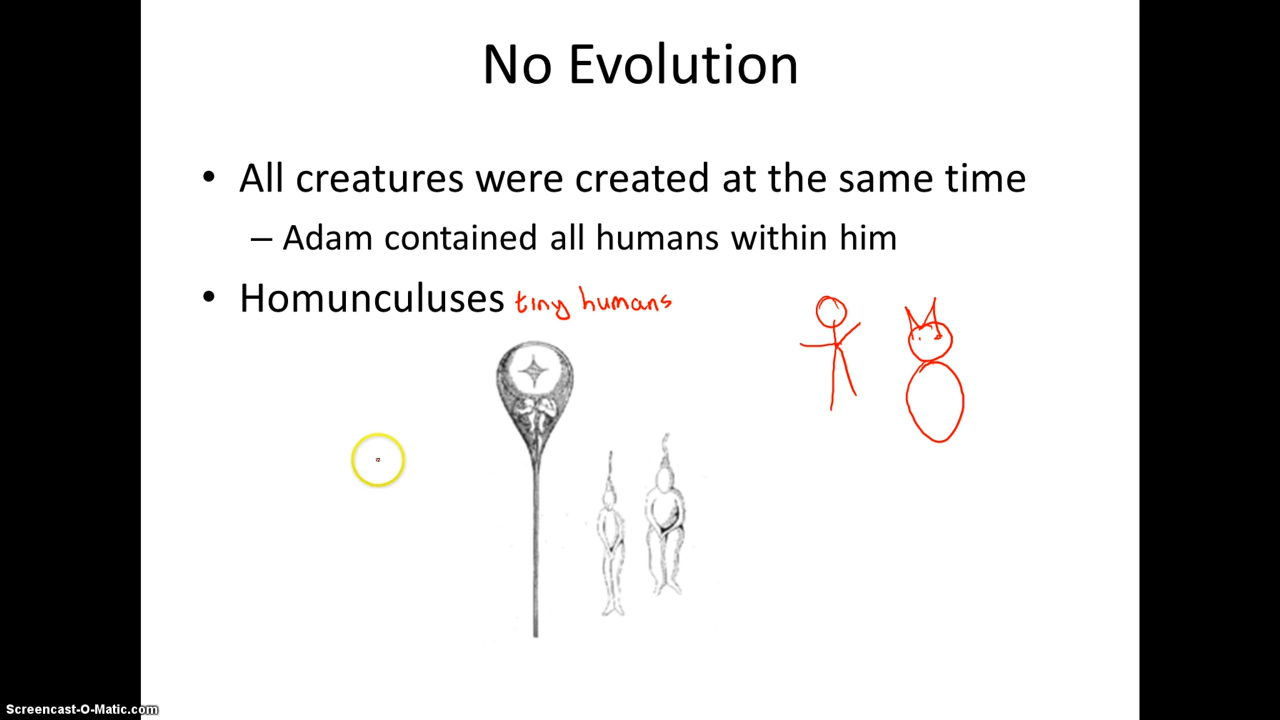 No Evolution
• All creatures were created at the same time
– Adam contained all humans within him
• Homunculuses tiny humans
Screencast-O-Matic.com